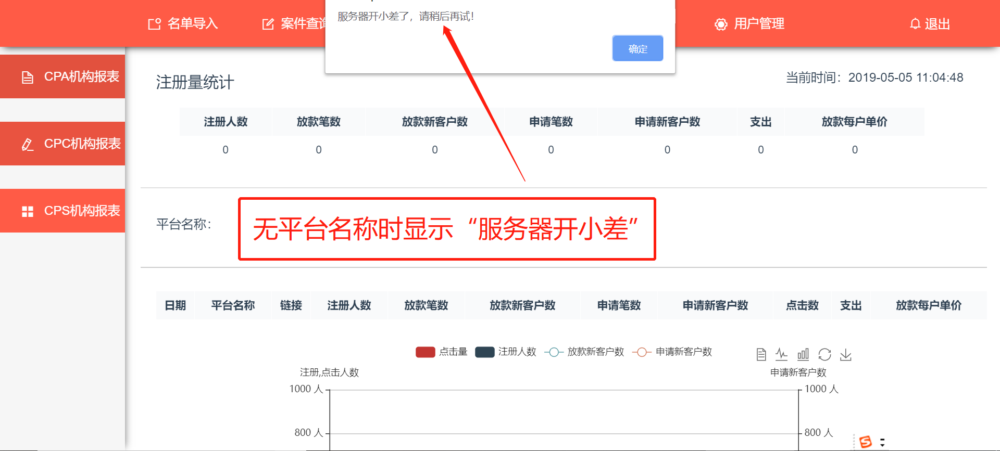 服务器开小差了，请稍后再试！
确定
名单导入
案件查询
用户管理
退出
CPA机构报表
CPC机构报表
CPS机构报表
注册量统计
当前时间：2019-05-05 11:04:48
注册人数 放款笔数 放款新客户数 申请笔数 申请新客户数 支出 放款每户单价
0 0 0 0 0 0 0
平台名称：
无平台名称时显示“服务器开小差”
日期 平台名称 链接 注册人数 放款笔数 放款新客户数 申请笔数 申请新客户数 点击数 支出 放款每户单价
点击量 注册人数 放款新客户数 申请新客户数
注册,点击人数 申请新客户数
1000 人 1000 人
800 人 800 人